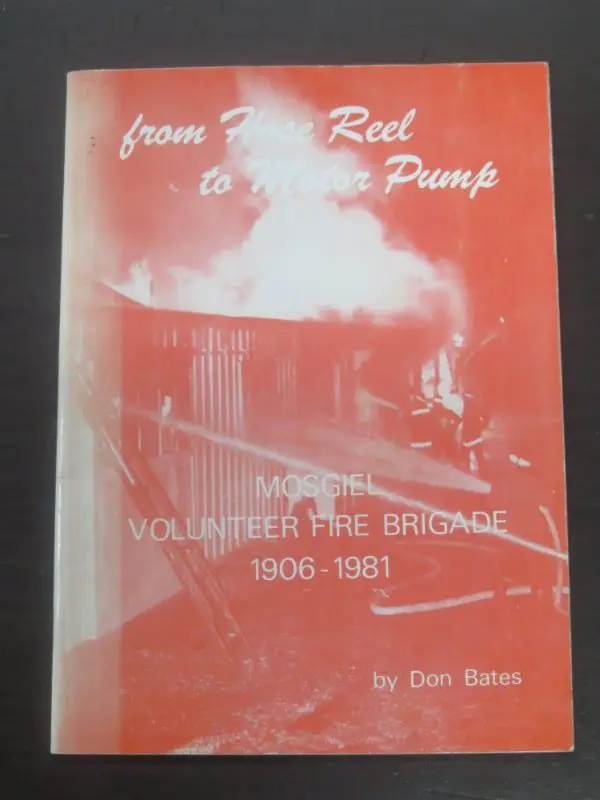 from Hose Reel
to Motor Pump
MOSGIEL
VOLUNTEER FIRE BRIGADE
1906-1981
by Don Bates